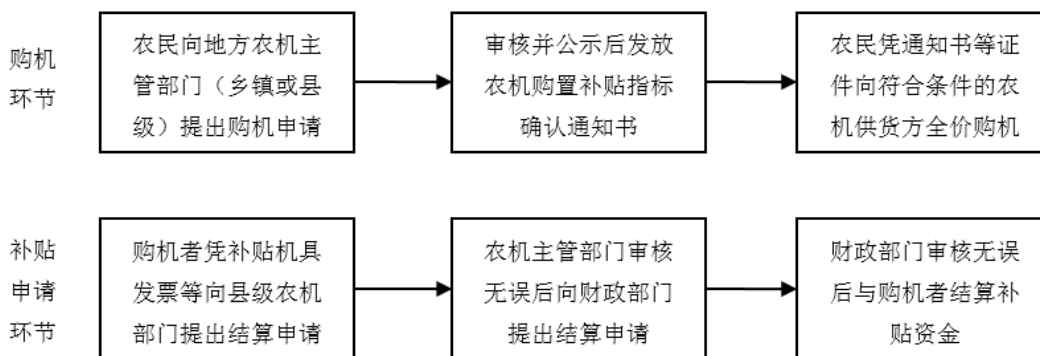 购机
环节
农民向地方农机主
管部门（乡镇或县
级）提出购机申请
审核并公示后发放
农机购置补贴指标
确认通知书
农民凭通知书等证
件向符合条件的农
机供货方全价购机
补贴
申请
环节
购机者凭补贴机具
发票等向县级农机
部门提出结算申请
农机主管部门审核
无误后向财政部门
提出结算申请
财政部门审核无误
后与购机者结算补
贴资金